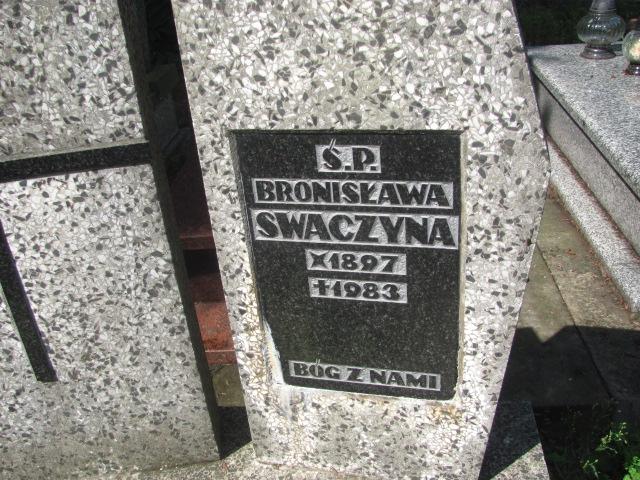 Ś.P.
BRONISŁAWA
SWACZYNA
⚹1897
✝1983
BÓG Z NAMI